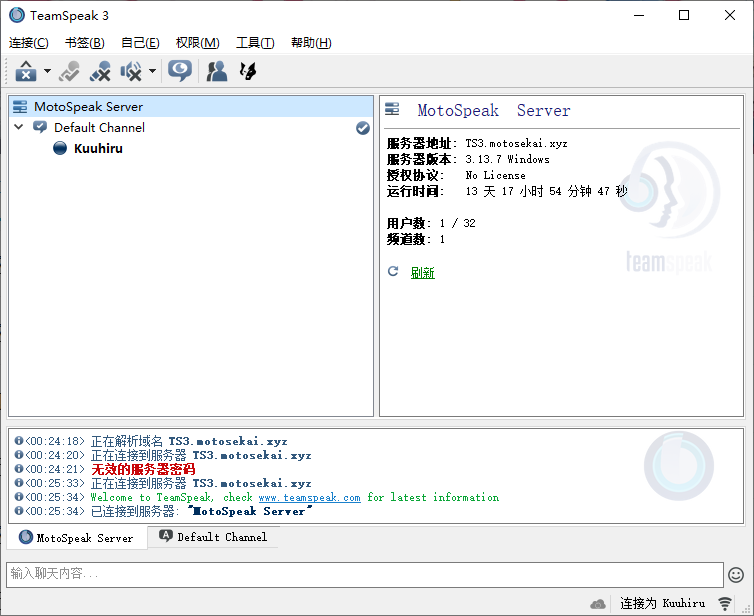 TeamSpeak 3
连接(C) 书签(B) 自己(E) 权限(M) 工具(T) 帮助(H)
MotoSpeak Server
Default Channel
Kuuhiru
MotoSpeak Server
服务器地址: TS3.motosekai.xyz
服务器版本: 3.13.7 Windows
授权协议: No License
运行时间: 13 天 17 小时 54 分钟 47 秒
用户数: 1 / 32
频道数: 1
刷新
teamspeak
<00:24:18> 正在解析域名 TS3.motosekai.xyz
<00:24:20> 正在连接到服务器 TS3.motosekai.xyz
<00:24:21> 无效的服务器密码
<00:25:33> 正在连接到服务器 TS3.motosekai.xyz
<00:25:34> Welcome to TeamSpeak, check www.teamspeak.com for latest information
<00:25:34> 已连接到服务器: "MotoSpeak Server"
MotoSpeak Server
Default Channel
输入聊天内容...
连接为 Kuuhiru